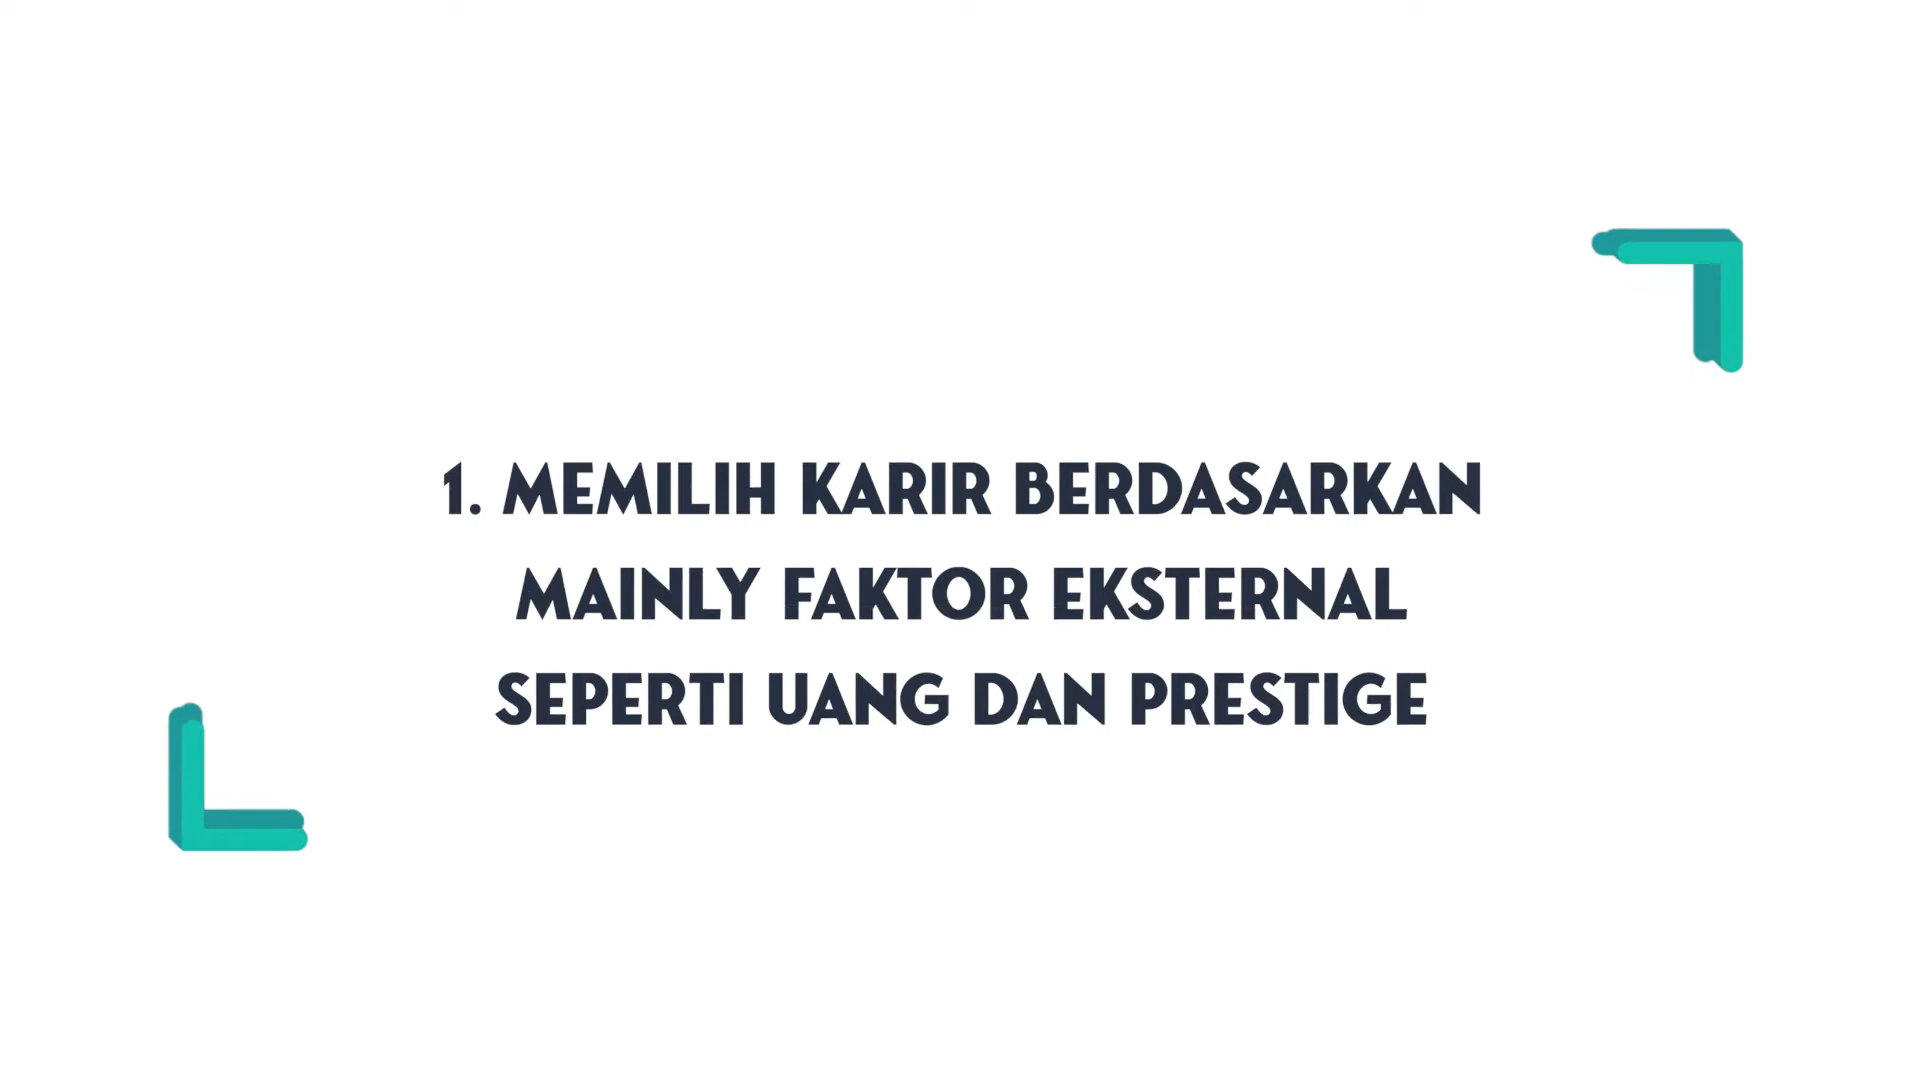 1. MEMILIH KARIR BERDASARKAN
MAINLY FAKTOR EKSTERNAL
SEPERTI UANG DAN PRESTIGE